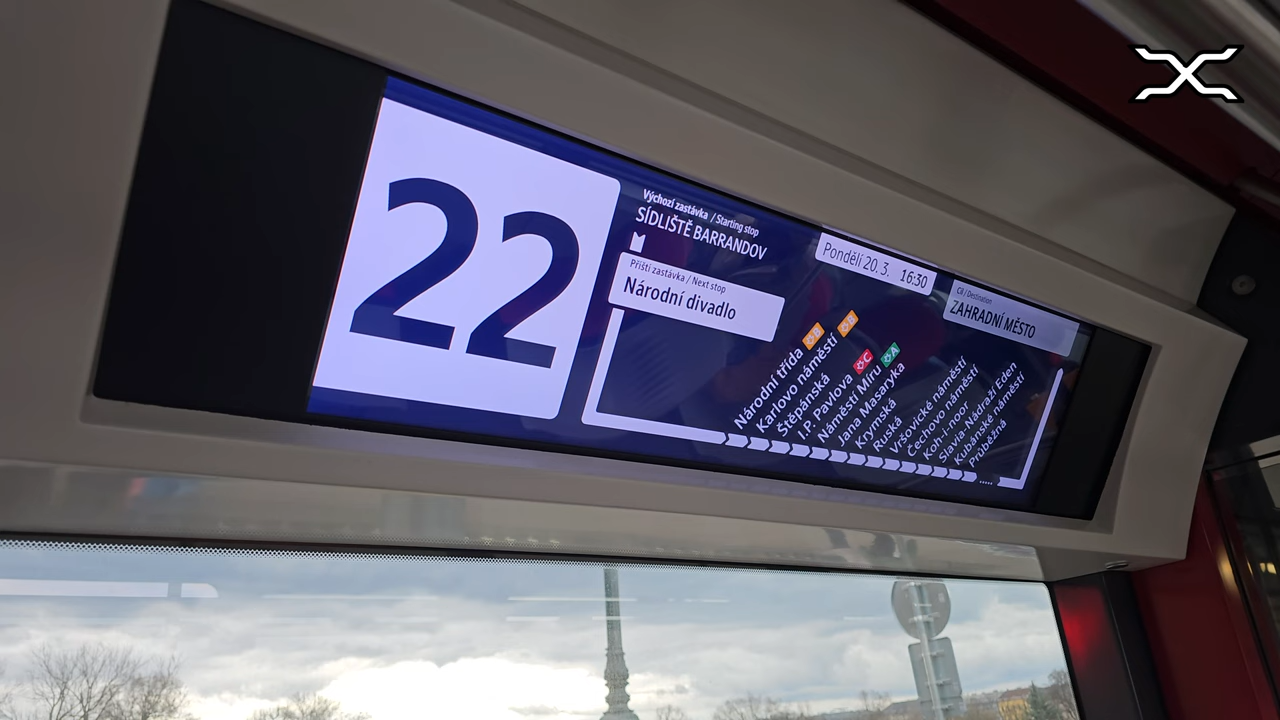 22
Výchozí zastávka / Starting stop
SÍDLIŠTĚ BARRANDOV
Příští zastávka / Next stop
Národní divadlo
Pondělí 20.3. 16:30
Cíl / Destination
ZAHRADNÍ MĚSTO
Národní třída B
Karlovo náměstí B
Štěpánská
I.P. Pavlova C
Náměstí Míru A
Jana Masaryka
Krymská
Ruská
Vršovické náměstí
Čechovo náměstí
Koh-i-noor
Slavia-Nádraží Eden
Kubánské náměstí
Průběžná
.....